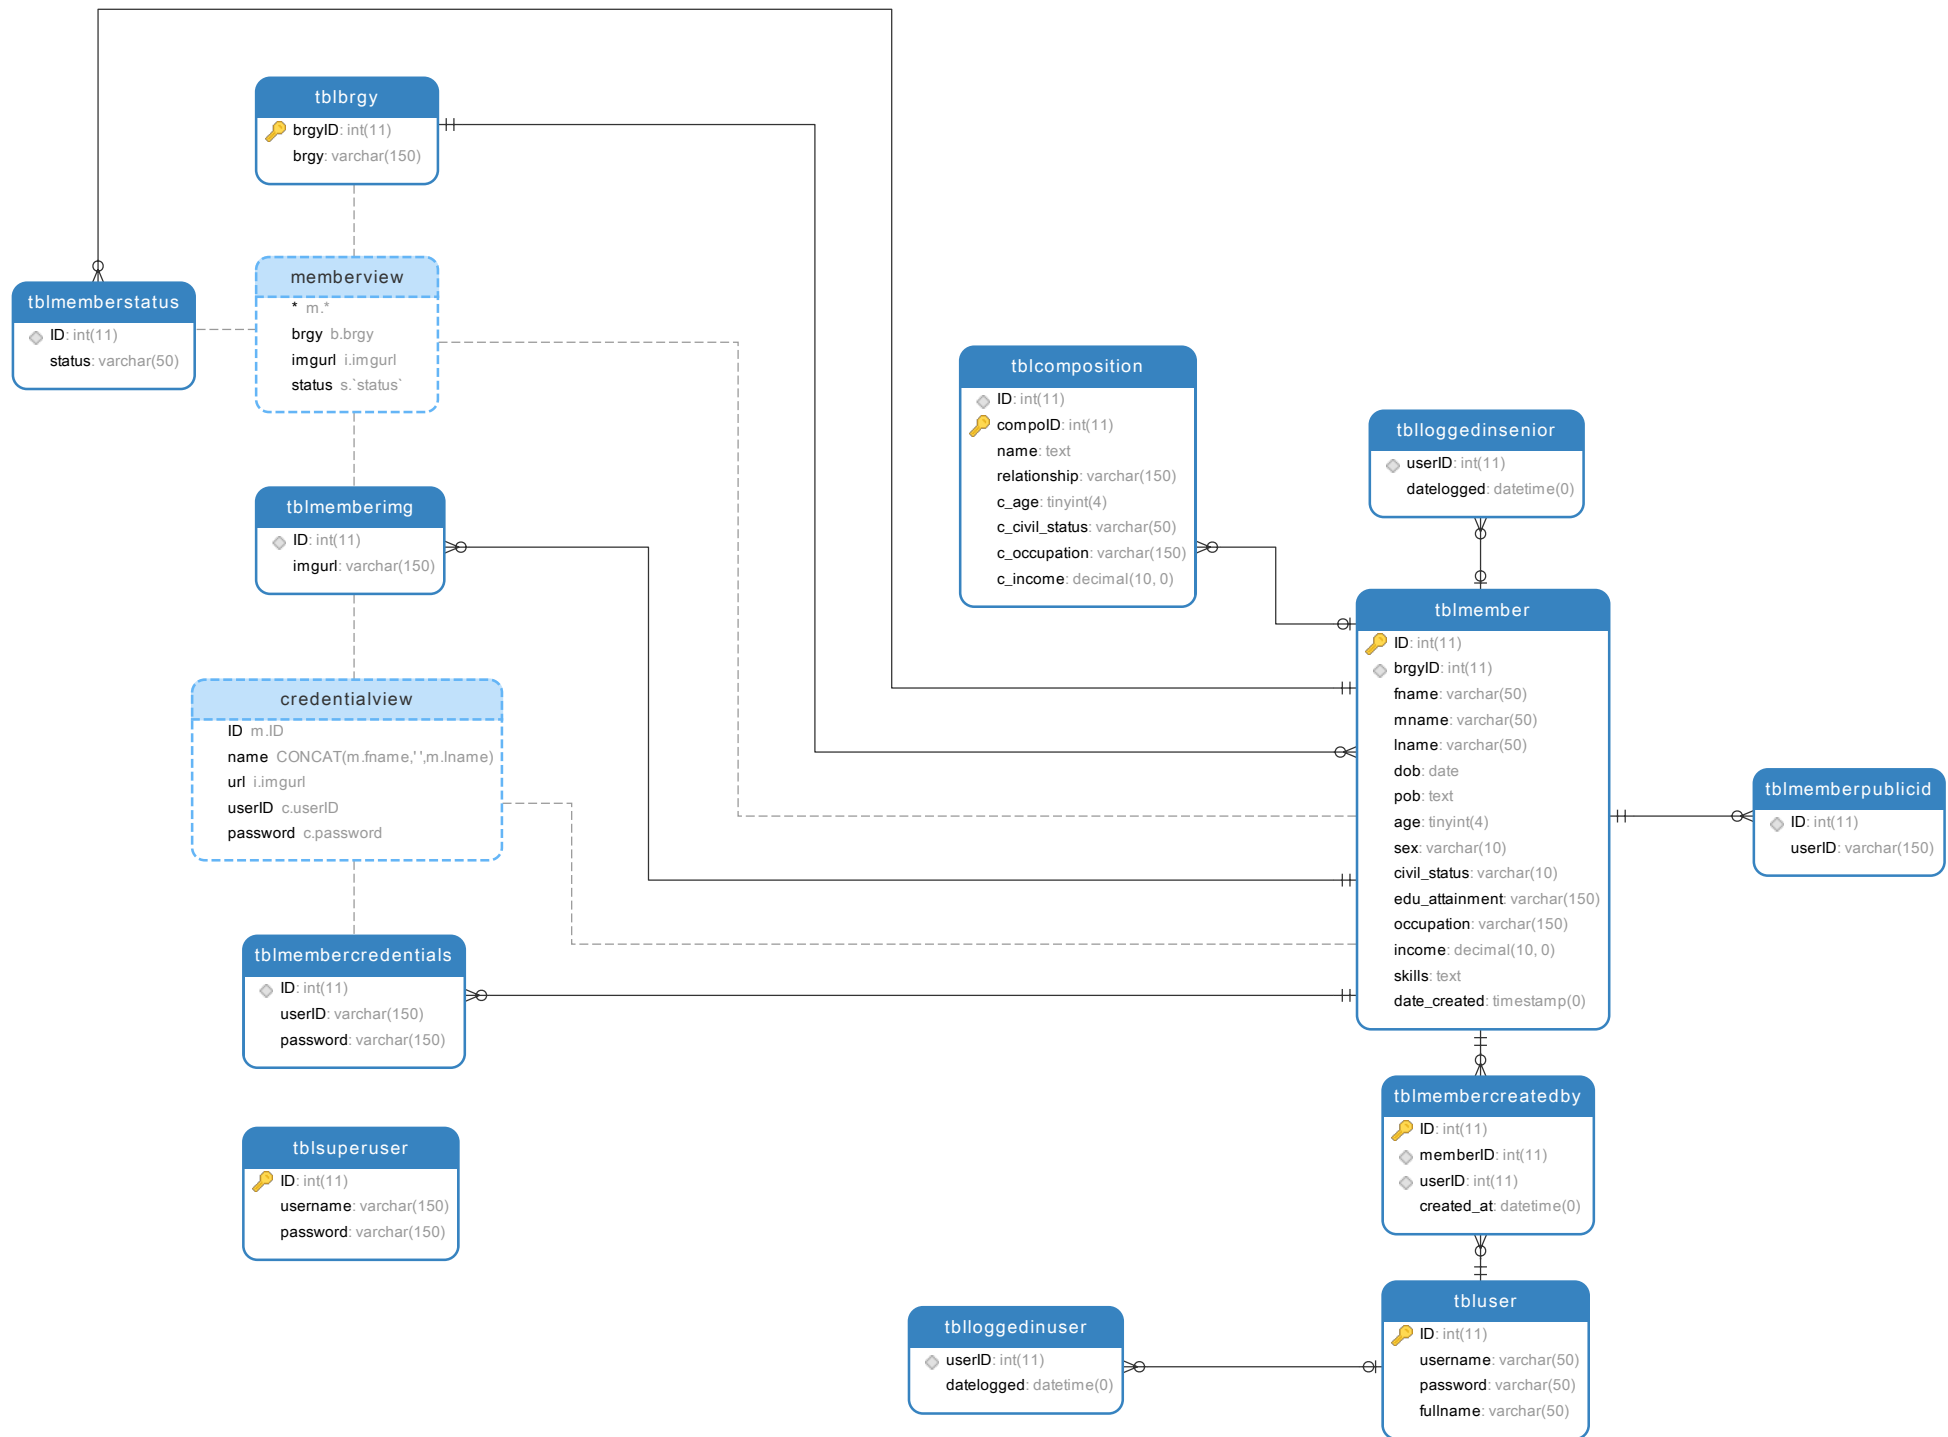 tblbrgy
brgyID: int(11)
brgy: varchar(150)
memberview
* m.*
brgy b.brgy
imgurl i.imgurl
status s.`status`
tblmemberstatus
ID: int(11)
status: varchar(50)
tblcomposition
ID: int(11)
compoID: int(11)
name: text
relationship: varchar(150)
c_age: tinyint(4)
c_civil_status: varchar(50)
c_occupation: varchar(150)
c_income: decimal(10, 0)
tblloggedinsenior
userID: int(11)
datelogged: datetime(0)
tblmemberimg
ID: int(11)
imgurl: varchar(150)
tblmember
ID: int(11)
brgyID: int(11)
fname: varchar(50)
mname: varchar(50)
lname: varchar(50)
dob: date
pob: text
age: tinyint(4)
sex: varchar(10)
civil_status: varchar(10)
edu_attainment: varchar(150)
occupation: varchar(150)
income: decimal(10, 0)
skills: text
date_created: timestamp(0)
credentialview
ID m.ID
name CONCAT(m.fname,' ',m.lname)
url i.imgurl
userID c.userID
password c.password
tblmemberpublicid
ID: int(11)
userID: varchar(150)
tblmembercredentials
ID: int(11)
userID: varchar(150)
password: varchar(150)
tblmembercreatedby
ID: int(11)
memberID: int(11)
userID: int(11)
created_at: datetime(0)
tblsuperuser
ID: int(11)
username: varchar(150)
password: varchar(150)
tbluser
ID: int(11)
username: varchar(50)
password: varchar(50)
fullname: varchar(50)
tblloggedinuser
userID: int(11)
datelogged: datetime(0)